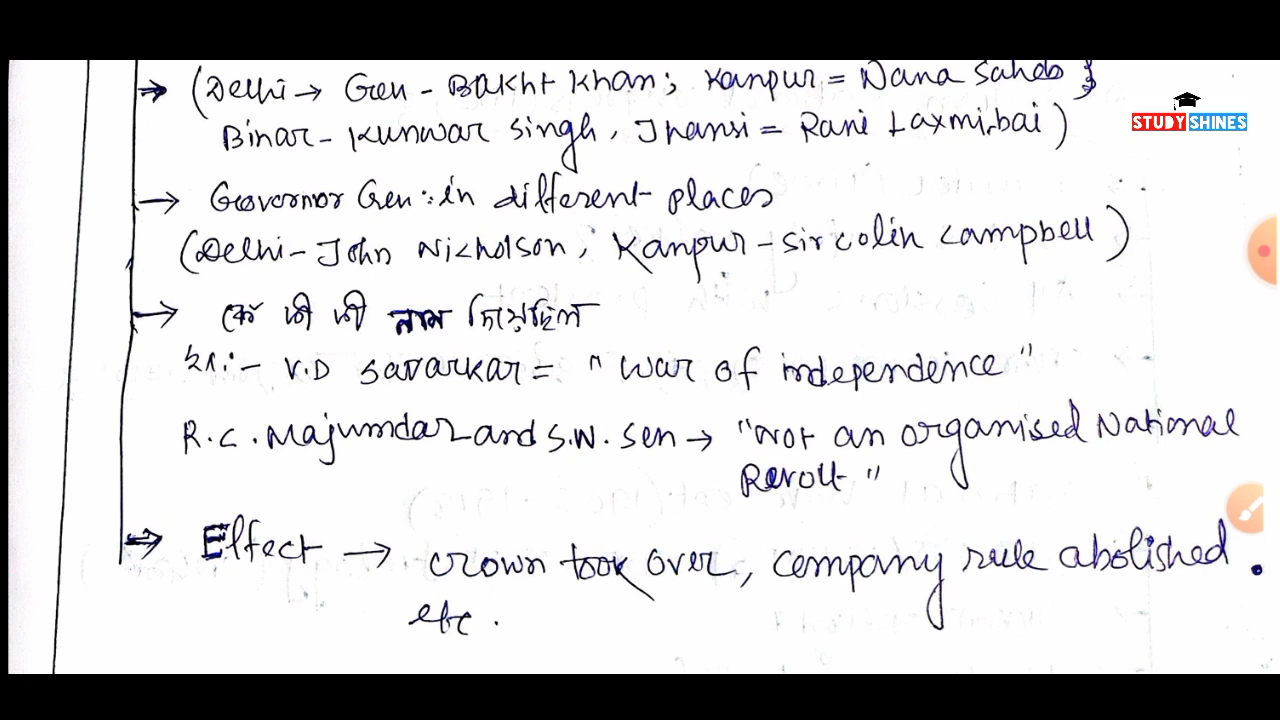 → (Delhi → Gen - Bakht Khan; Kanpur = Nana Saheb }
Bihar - Kunwar Singh, Jhansi = Rani Laxmibai)
STUDY SHINES
→ Governor Gen: in different places
(Delhi - John Nicholson, Kanpur - Sir Colin Campbell)
→ কে কী কী নাম দিয়েছিল
V.D Savarkar = "War of independence"
R.C. Majumdar and S.N. Sen → "Not an organised National
Revolt"
⇒ Effect → crown took over, company rule abolished.
etc.